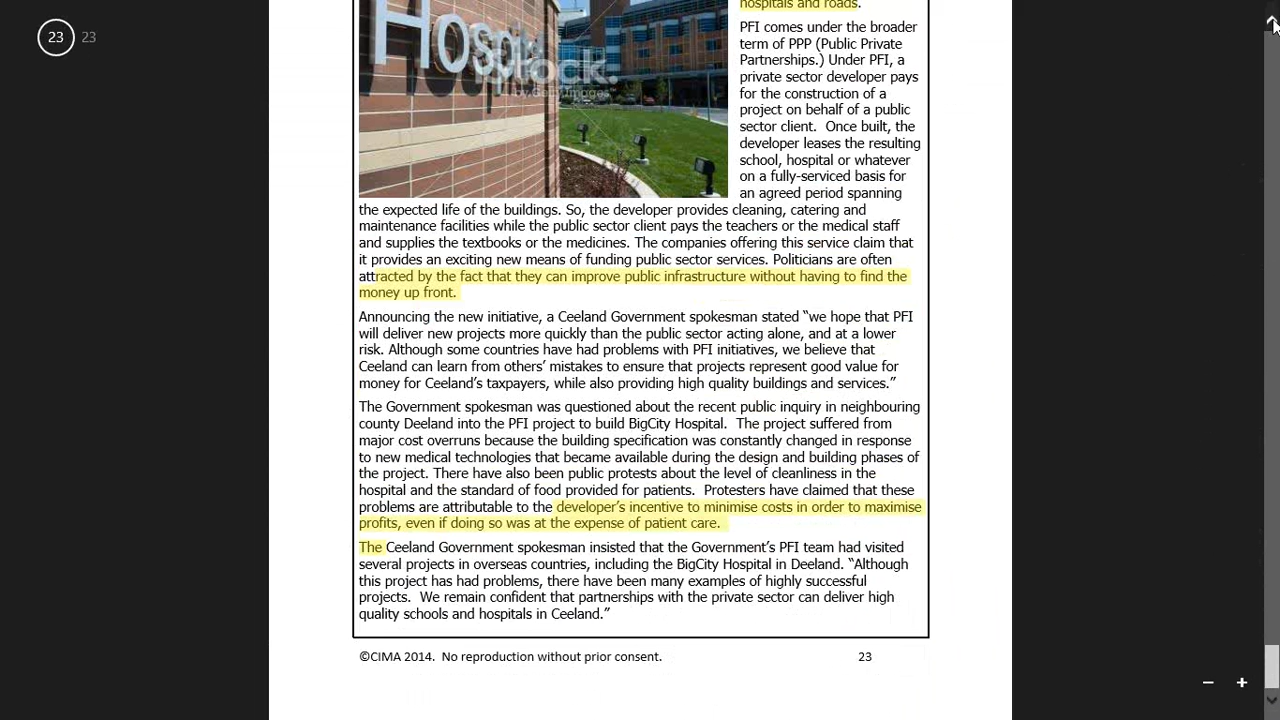 23 23
hospitals and roads.
Hospi
iStock.
by Getty Images
PFI comes under the broader
term of PPP (Public Private
Partnerships.) Under PFI, a
private sector developer pays
for the construction of a
project on behalf of a public
sector client. Once built, the
developer leases the resulting
school, hospital or whatever
on a fully-serviced basis for
an agreed period spanning
the expected life of the buildings. So, the developer provides cleaning, catering and
maintenance facilities while the public sector client pays the teachers or the medical staff
and supplies the textbooks or the medicines. The companies offering this service claim that
it provides an exciting new means of funding public sector services. Politicians are often
attracted by the fact that they can improve public infrastructure without having to find the
money up front.
Announcing the new initiative, a Ceeland Government spokesman stated “we hope that PFI
will deliver new projects more quickly than the public sector acting alone, and at a lower
risk. Although some countries have had problems with PFI initiatives, we believe that
Ceeland can learn from others’ mistakes to ensure that projects represent good value for
money for Ceeland’s taxpayers, while also providing high quality buildings and services.”
The Government spokesman was questioned about the recent public inquiry in neighbouring
county Deeland into the PFI project to build BigCity Hospital. The project suffered from
major cost overruns because the building specification was constantly changed in response
to new medical technologies that became available during the design and building phases of
the project. There have also been public protests about the level of cleanliness in the
hospital and the standard of food provided for patients. Protesters have claimed that these
problems are attributable to the developer’s incentive to minimise costs in order to maximise
profits, even if doing so was at the expense of patient care.
The Ceeland Government spokesman insisted that the Government’s PFI team had visited
several projects in overseas countries, including the BigCity Hospital in Deeland. “Although
this project has had problems, there have been many examples of highly successful
projects. We remain confident that partnerships with the private sector can deliver high
quality schools and hospitals in Ceeland.”
©CIMA 2014. No reproduction without prior consent. 23